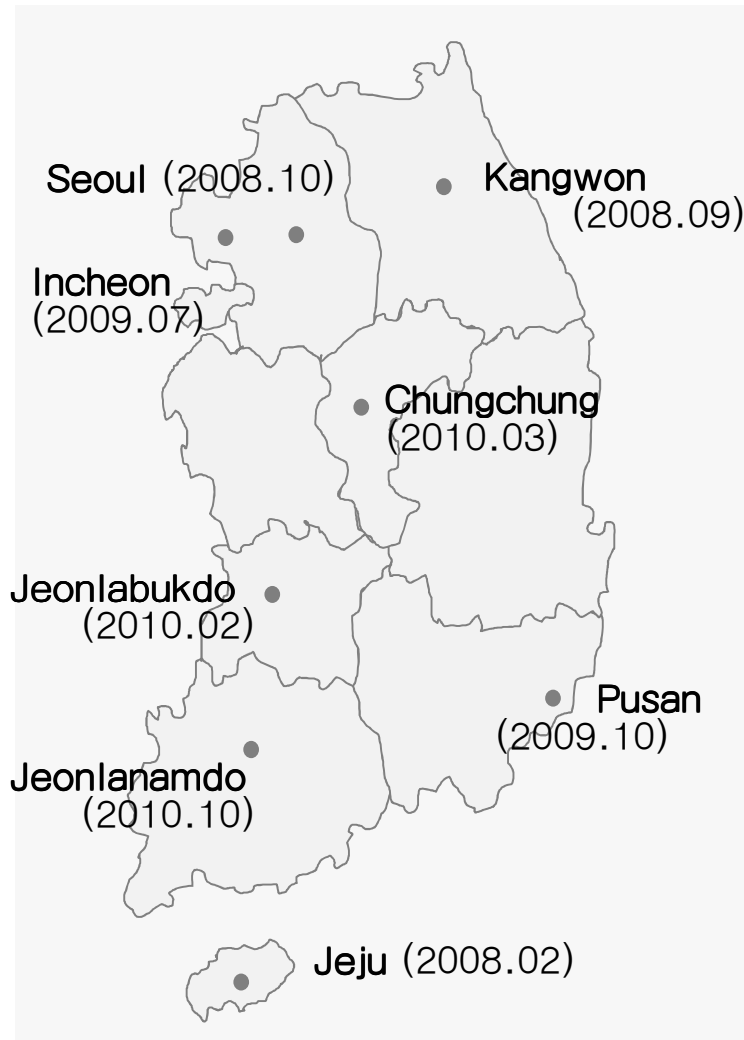 Seoul (2008.10)
Kangwon
(2008.09)
Incheon
(2009.07)
Chungchung
(2010.03)
Jeonlabukdo
(2010.02)
Pusan
(2009.10)
Jeonlanamdo
(2010.10)
Jeju (2008.02)